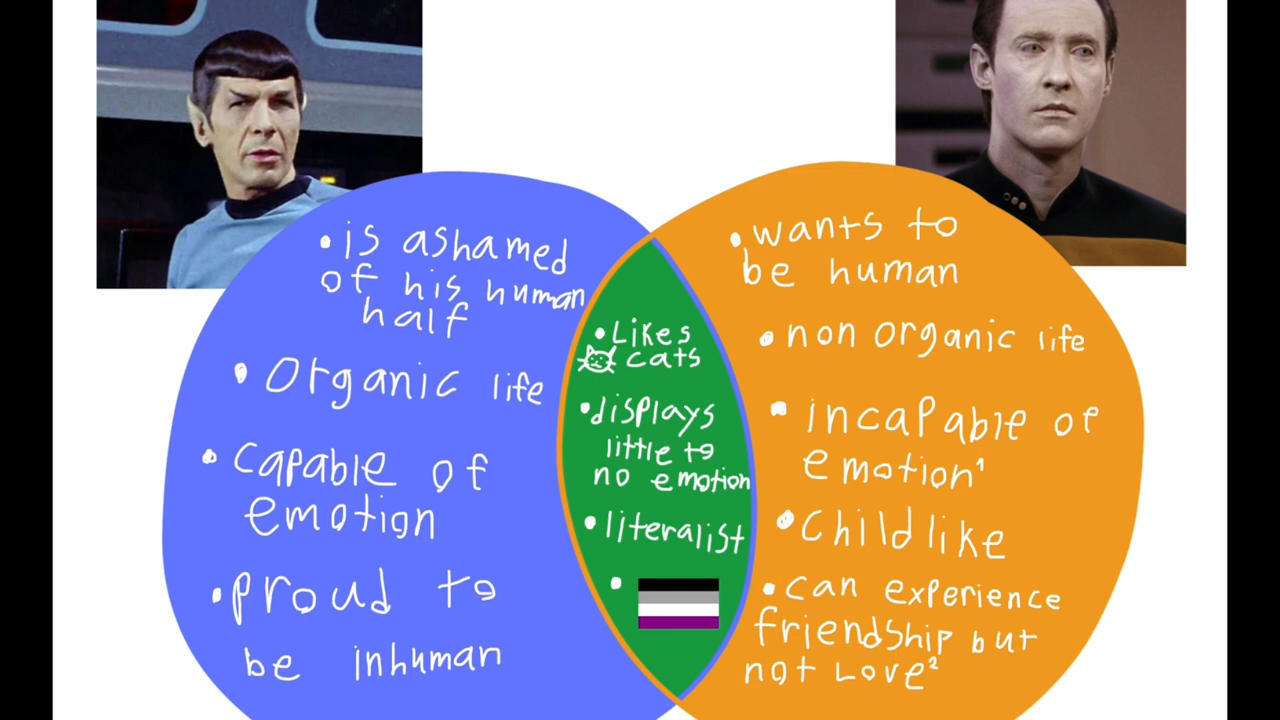 • is ashamed
of his human
half
• Organic life
• capable of
emotion
• proud to
be inhuman
• Likes
cats
• displays
little to
no emotion
• literalist
•
• wants to
be human
• non organic life
• incapable of
emotion¹
• Childlike
• can experience
friendship but
not Love²